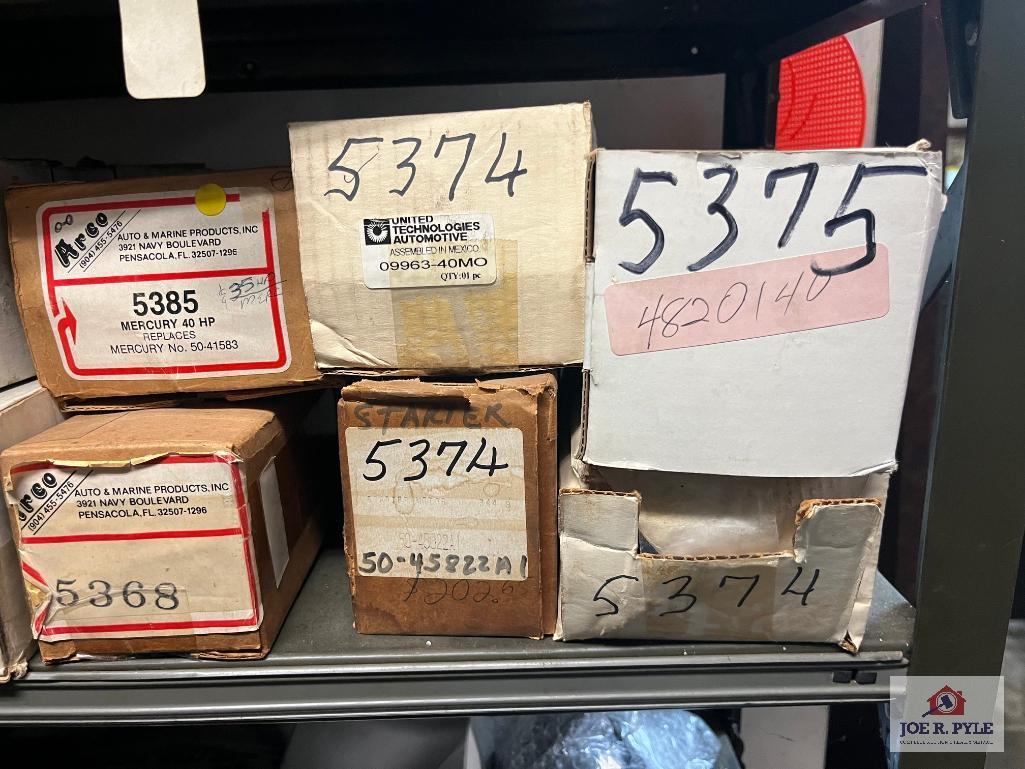 Arco
(904) 455-5476
AUTO & MARINE PRODUCTS, INC
3921 NAVY BOULEVARD
PENSACOLA, FL. 32507-1296
5385
MERCURY 40 HP
REPLACES
MERCURY No. 50-41583
5374
UNITED
TECHNOLOGIES
AUTOMOTIVE
ASSEMBLED IN MEXICO
09963-40MO
QTY:01 pc
5375
4820140
Arco
(904) 455-5476
AUTO & MARINE PRODUCTS, INC
3921 NAVY BOULEVARD
PENSACOLA, FL. 32507-1296
5368
STARTER
5374
50-45822A1
50-45822A1
5374
JOE R. PYLE